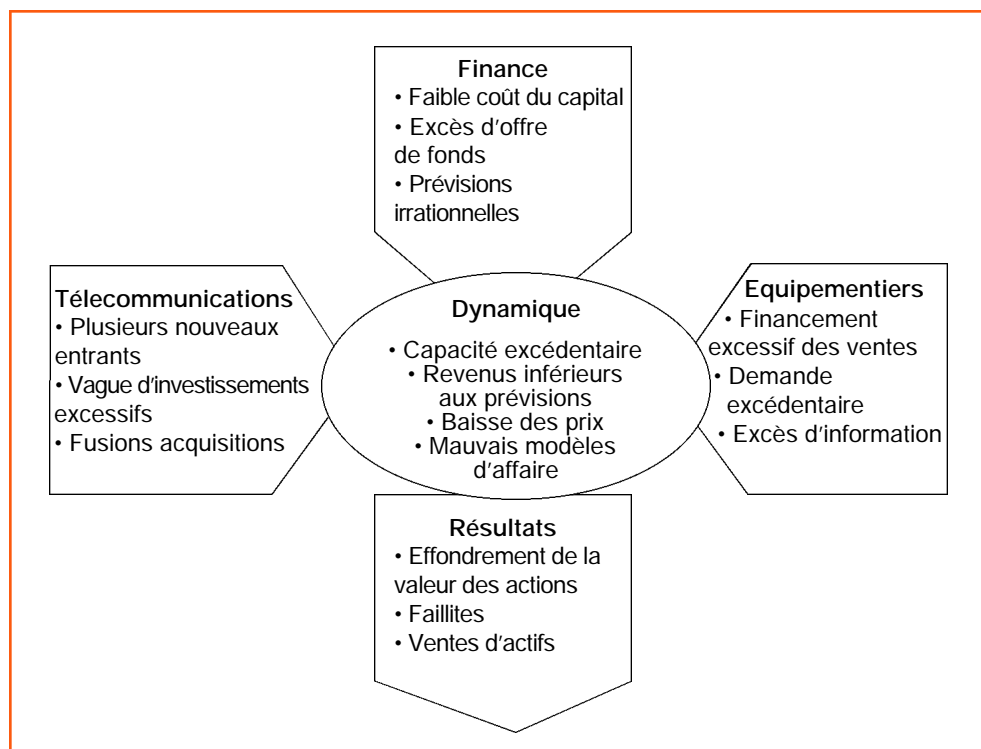 Finance
• Faible coût du capital
• Excès d'offre
de fonds
• Prévisions
irrationnelles
Télecommunications
• Plusieurs nouveaux
entrants
• Vague d'investissements
excessifs
• Fusions acquisitions
Dynamique
• Capacité excédentaire
• Revenus inférieurs
aux prévisions
• Baisse des prix
• Mauvais modèles
d'affaire
Equipementiers
• Financement
excessif des ventes
• Demande
excédentaire
• Excès d'information
Résultats
• Effondrement de la
valeur des actions
• Faillites
• Ventes d'actifs